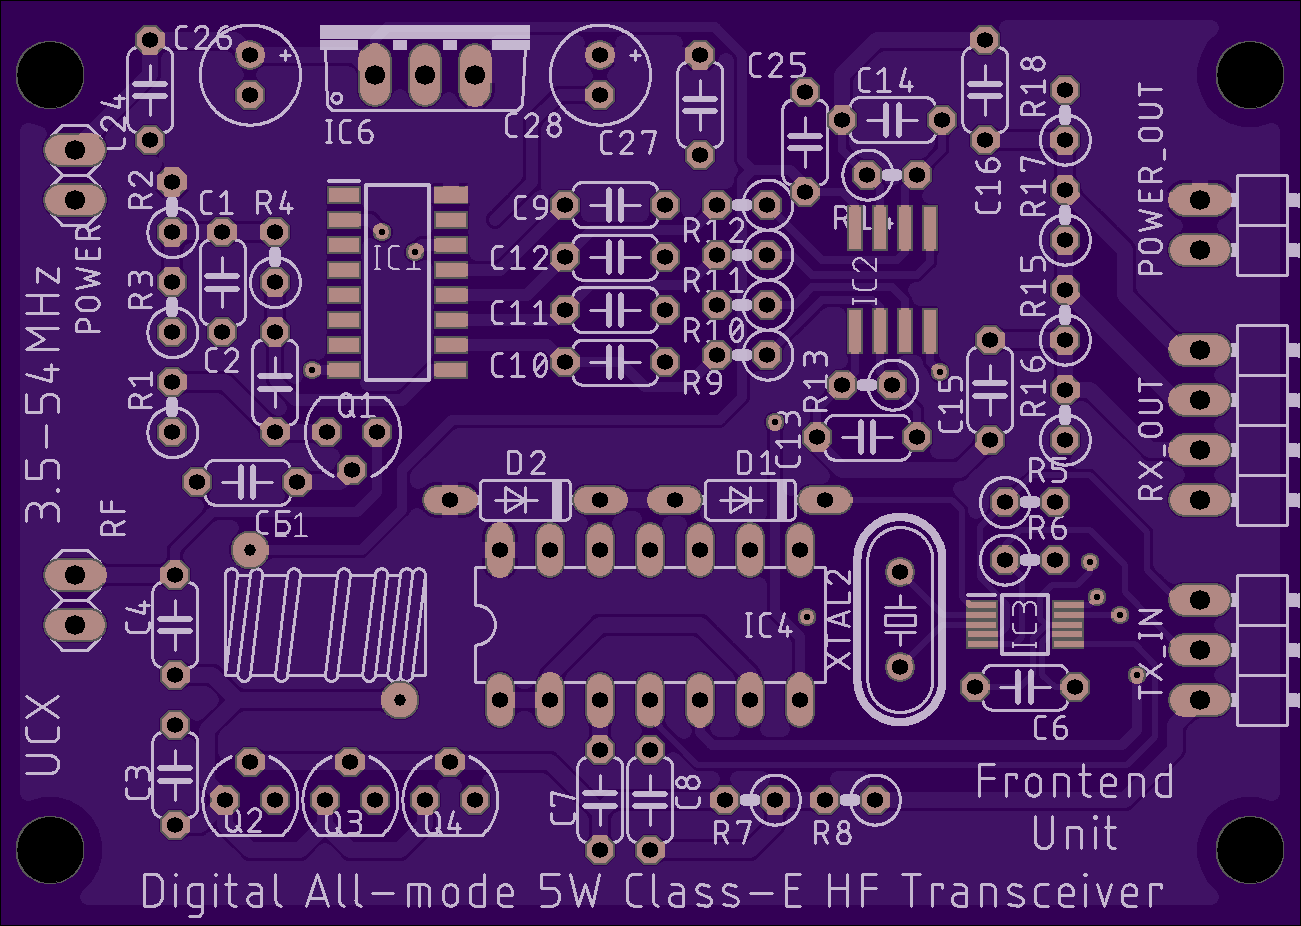 C26
C25
C14
R18
C24
IC6
C28
C27
POWER_OUT
R2
C1
R4
C9
R12
R14
C16
R17
POWER
IC1
C12
R11
IC2
R15
R3
C11
R10
3.5-54MHz
C2
C10
R9
R13
C15
R16
R1
Q1
C13
RX_OUT
D2
D1
R5
RF
R6
L1
XTAL2
C4
IC4
IC3
TX_IN
C6
UCX
C3
Q2
Q3
Q4
C7
C8
R7
R8
Frontend
Unit
Digital All-mode 5W Class-E HF Transceiver